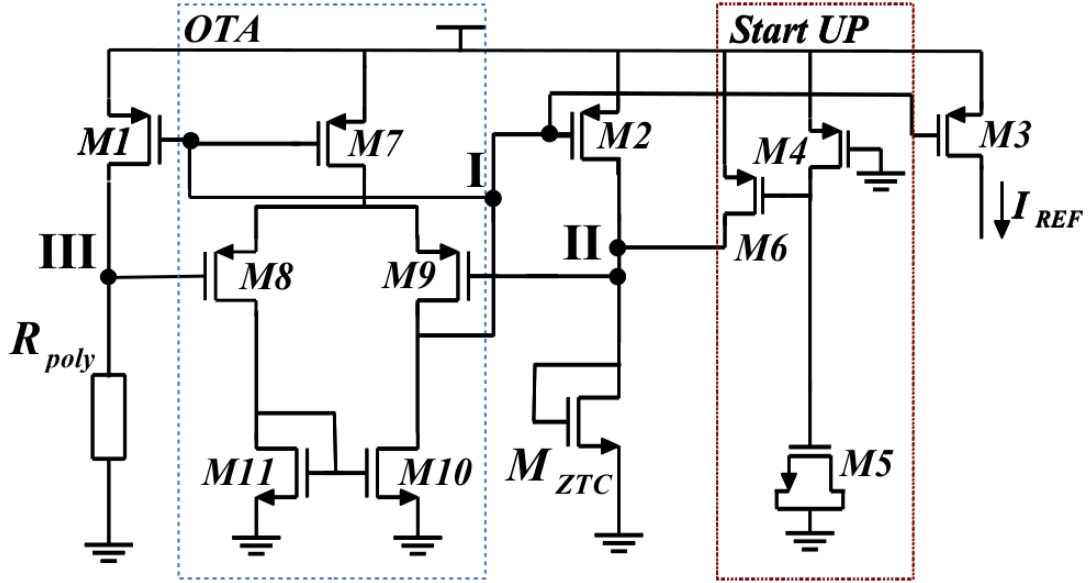 OTA
Start UP
M1
M7
M2
M4
M3
I
I REF
II
III
M8
M9
M6
R poly
M11
M10
M ZTC
M5